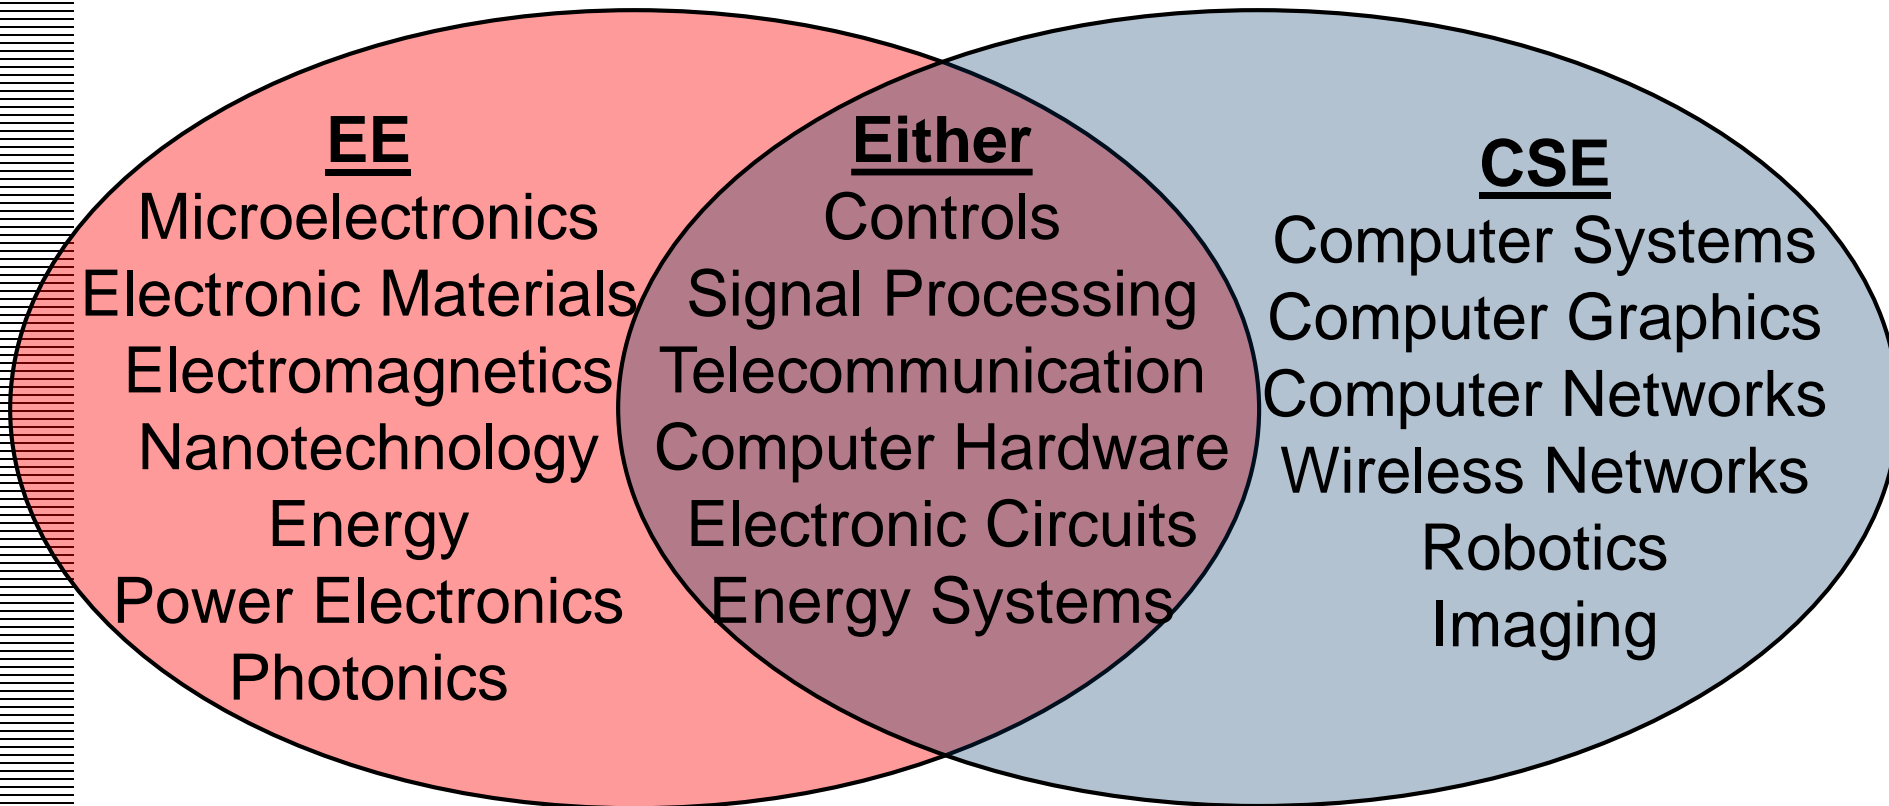 EE
Microelectronics
Electronic Materials
Electromagnetics
Nanotechnology
Energy
Power Electronics
Photonics
Either
Controls
Signal Processing
Telecommunication
Computer Hardware
Electronic Circuits
Energy Systems
CSE
Computer Systems
Computer Graphics
Computer Networks
Wireless Networks
Robotics
Imaging